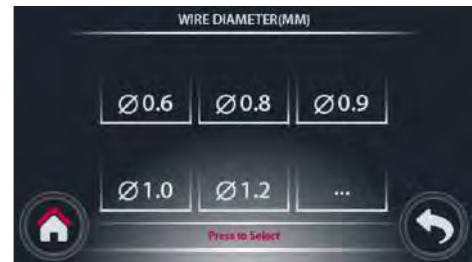 WIRE DIAMETER(MM)
Ø0.6 Ø0.8 Ø0.9
Ø1.0 Ø1.2 ...
Press to Select